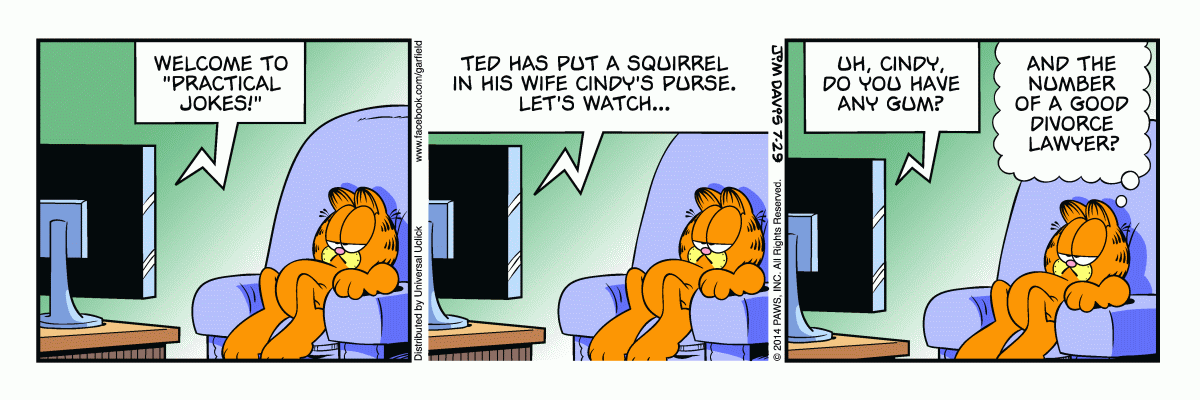 WELCOME TO
"PRACTICAL
JOKES!"
www.facebook.com/garfield
Distributed by Universal Uclick
TED HAS PUT A SQUIRREL
IN HIS WIFE CINDY'S PURSE.
LET'S WATCH...
JIM DAVIS 7-29
© 2014 PAWS, INC. All Rights Reserved.
UH, CINDY,
DO YOU HAVE
ANY GUM?
AND THE
NUMBER
OF A GOOD
DIVORCE
LAWYER?